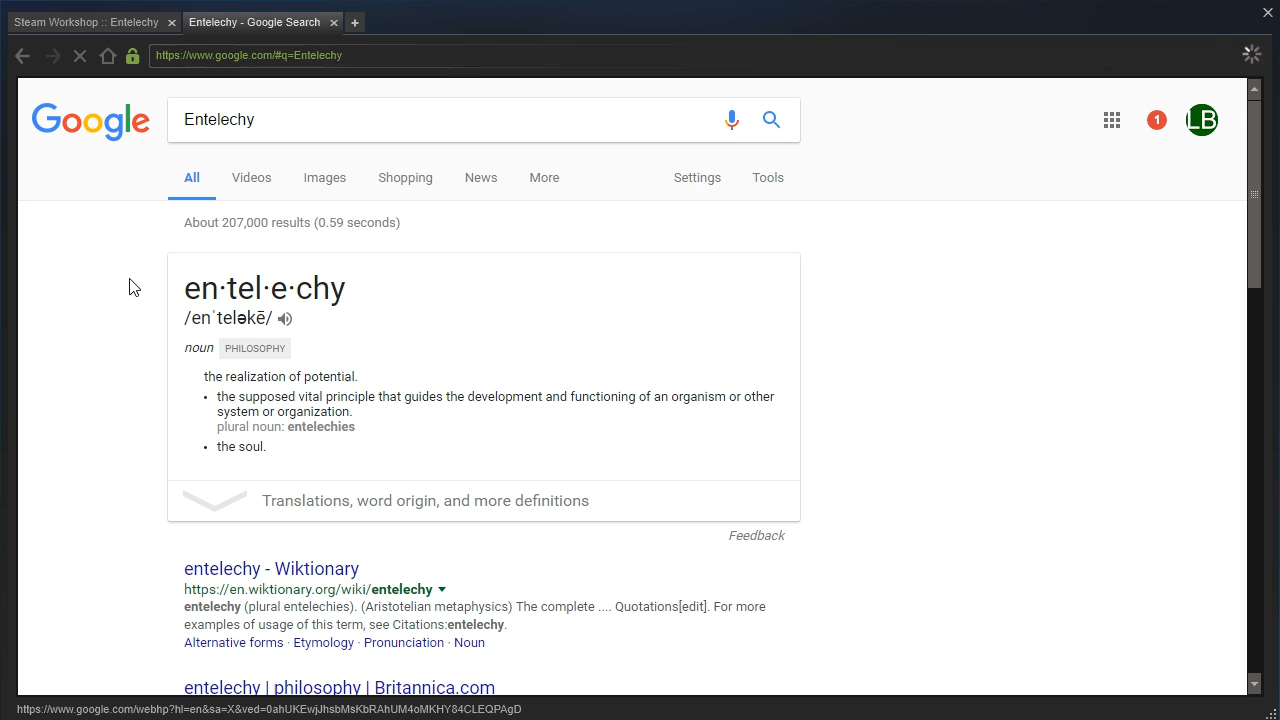 Steam Workshop :: Entelechy
Entelechy - Google Search
https://www.google.com/#q=Entelechy
Google
Entelechy
1
LB
All Videos Images Shopping News More Settings Tools
About 207,000 results (0.59 seconds)
en·tel·e·chy
/enˈteləkē/
noun PHILOSOPHY
the realization of potential.
• the supposed vital principle that guides the development and functioning of an organism or other
system or organization.
plural noun: entelechies
• the soul.
Translations, word origin, and more definitions
Feedback
entelechy - Wiktionary
https://en.wiktionary.org/wiki/entelechy
entelechy (plural entelechies). (Aristotelian metaphysics) The complete .... Quotations[edit]. For more
examples of usage of this term, see Citations:entelechy.
Alternative forms · Etymology · Pronunciation · Noun
entelechy | philosophy | Britannica.com
https://www.google.com/webhp?hl=en&sa=X&ved=0ahUKEwjJhsbMsKbRAhUM4oMKHY84CLEQPAgD